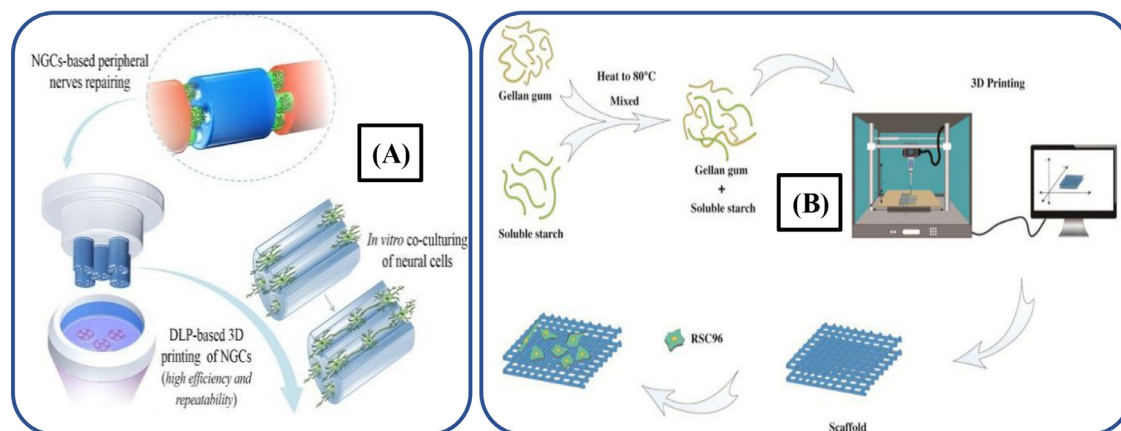 NGCs-based peripheral
nerves repairing
(A)
In vitro co-culturing
of neural cells
DLP-based 3D
printing of NGCs
(high efficiency and
repeatability)
Gellan gum
Heat to 80°C
Mixed
Soluble starch
Gellan gum
+
Soluble starch
3D Printing
(B)
RSC96
Scaffold